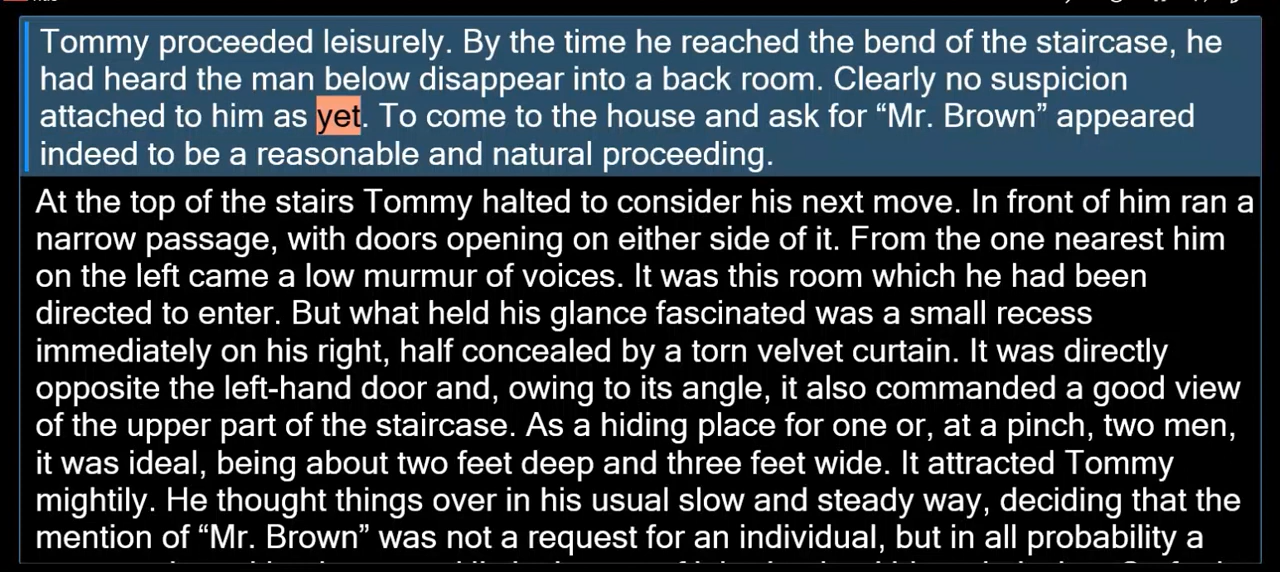 Tommy proceeded leisurely. By the time he reached the bend of the staircase, he
had heard the man below disappear into a back room. Clearly no suspicion
attached to him as yet. To come to the house and ask for “Mr. Brown” appeared
indeed to be a reasonable and natural proceeding.
At the top of the stairs Tommy halted to consider his next move. In front of him ran a
narrow passage, with doors opening on either side of it. From the one nearest him
on the left came a low murmur of voices. It was this room which he had been
directed to enter. But what held his glance fascinated was a small recess
immediately on his right, half concealed by a torn velvet curtain. It was directly
opposite the left-hand door and, owing to its angle, it also commanded a good view
of the upper part of the staircase. As a hiding place for one or, at a pinch, two men,
it was ideal, being about two feet deep and three feet wide. It attracted Tommy
mightily. He thought things over in his usual slow and steady way, deciding that the
mention of “Mr. Brown” was not a request for an individual, but in all probability a